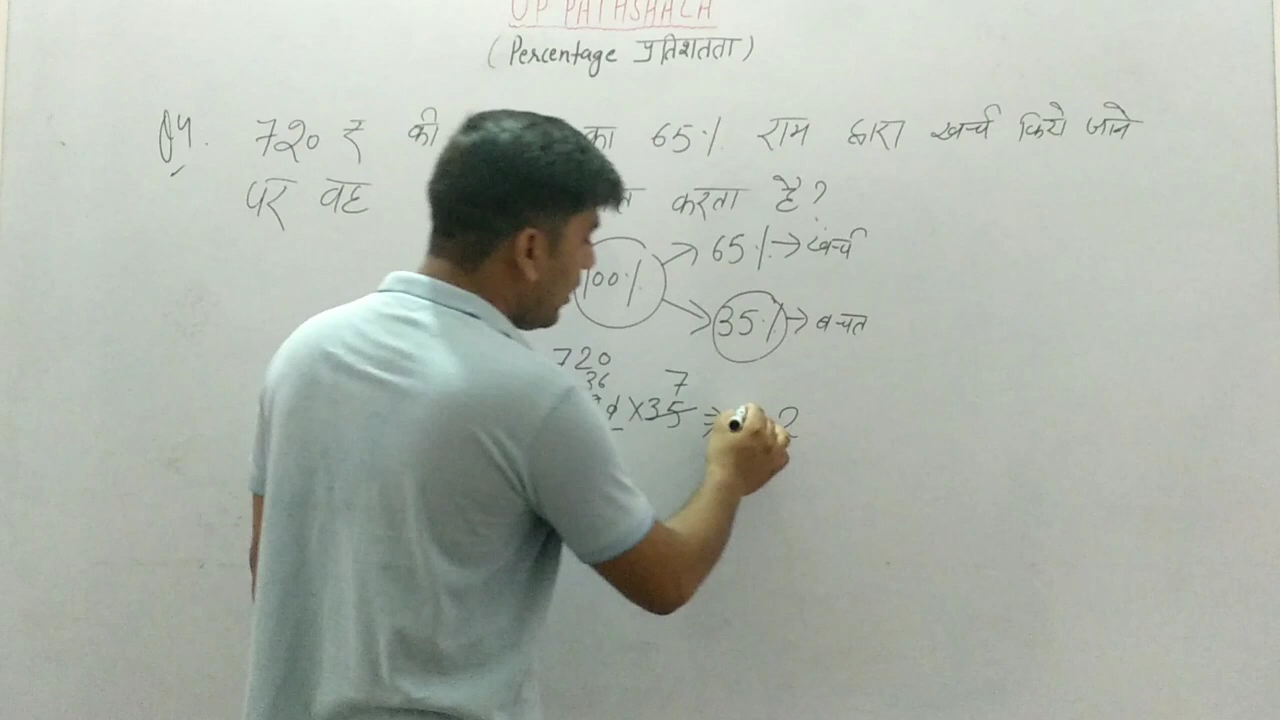 UP PATHSHALA
(Percentage प्रतिशतता)
Q4. 720 ₹ की का 65% राम द्वारा खर्च किये जाने
पर वह करता है?
100% → 65% → खर्च
→ 35% → बचत
720
36 7
×35 ⇒ 2